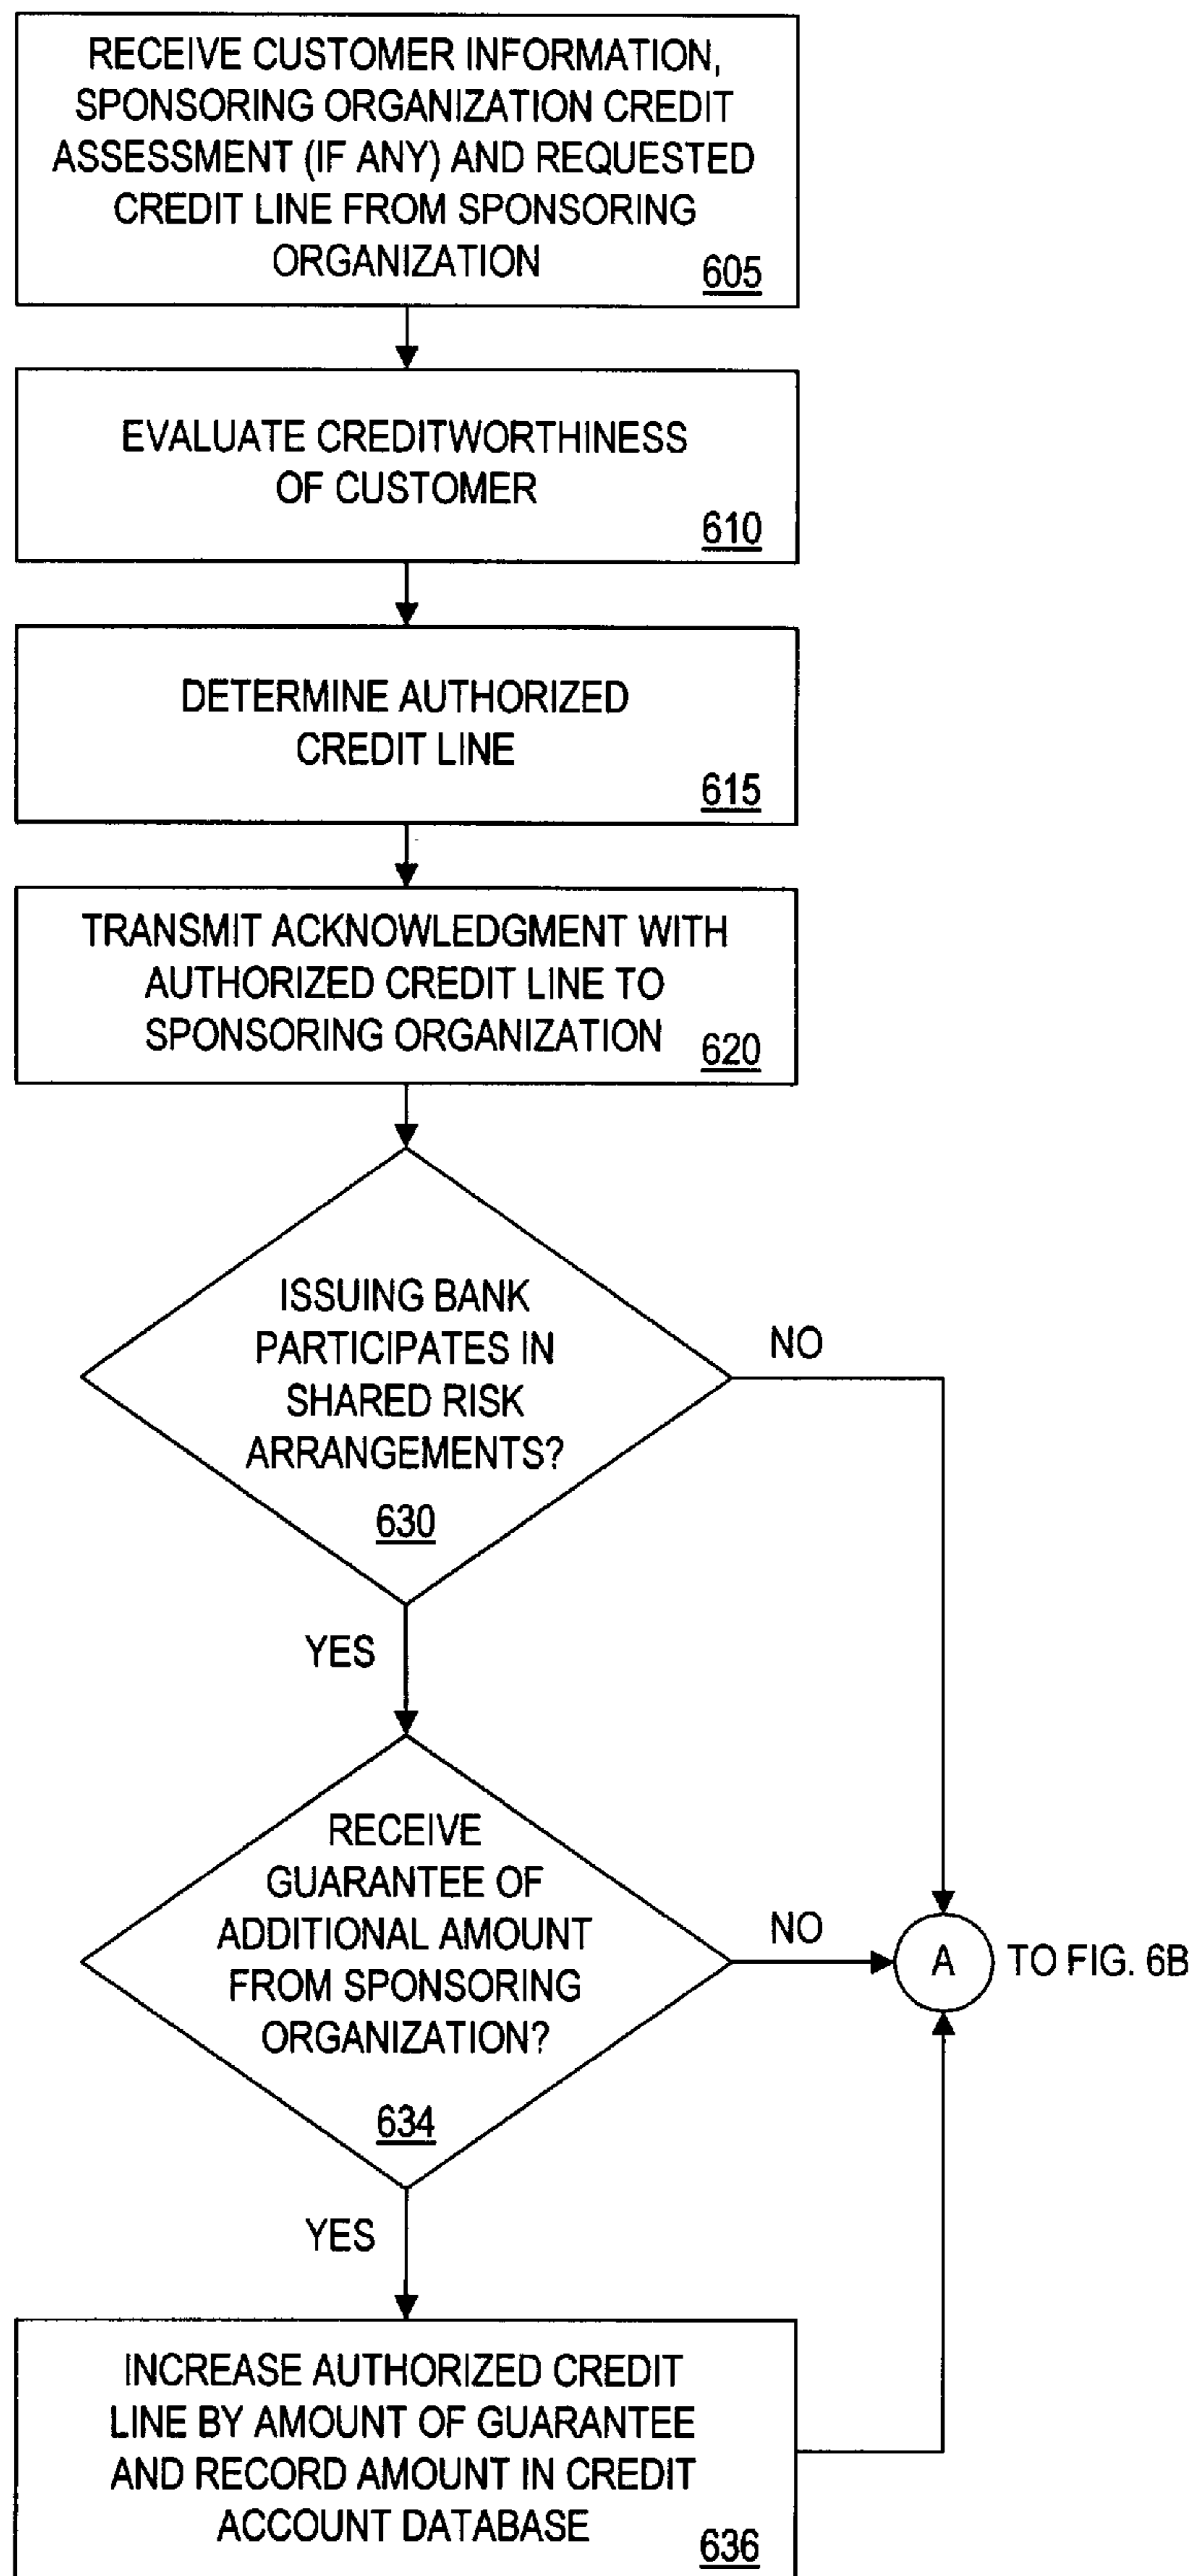 RECEIVE CUSTOMER INFORMATION,
SPONSORING ORGANIZATION CREDIT
ASSESSMENT (IF ANY) AND REQUESTED
CREDIT LINE FROM SPONSORING
ORGANIZATION
605
EVALUATE CREDITWORTHINESS
OF CUSTOMER
610
DETERMINE AUTHORIZED
CREDIT LINE
615
TRANSMIT ACKNOWLEDGMENT WITH
AUTHORIZED CREDIT LINE TO
SPONSORING ORGANIZATION
620
ISSUING BANK
PARTICIPATES IN
SHARED RISK
ARRANGEMENTS?
630
NO
YES
RECEIVE
GUARANTEE OF
ADDITIONAL AMOUNT
FROM SPONSORING
ORGANIZATION?
634
NO
A TO FIG. 6B
YES
INCREASE AUTHORIZED CREDIT
LINE BY AMOUNT OF GUARANTEE
AND RECORD AMOUNT IN CREDIT
ACCOUNT DATABASE
636